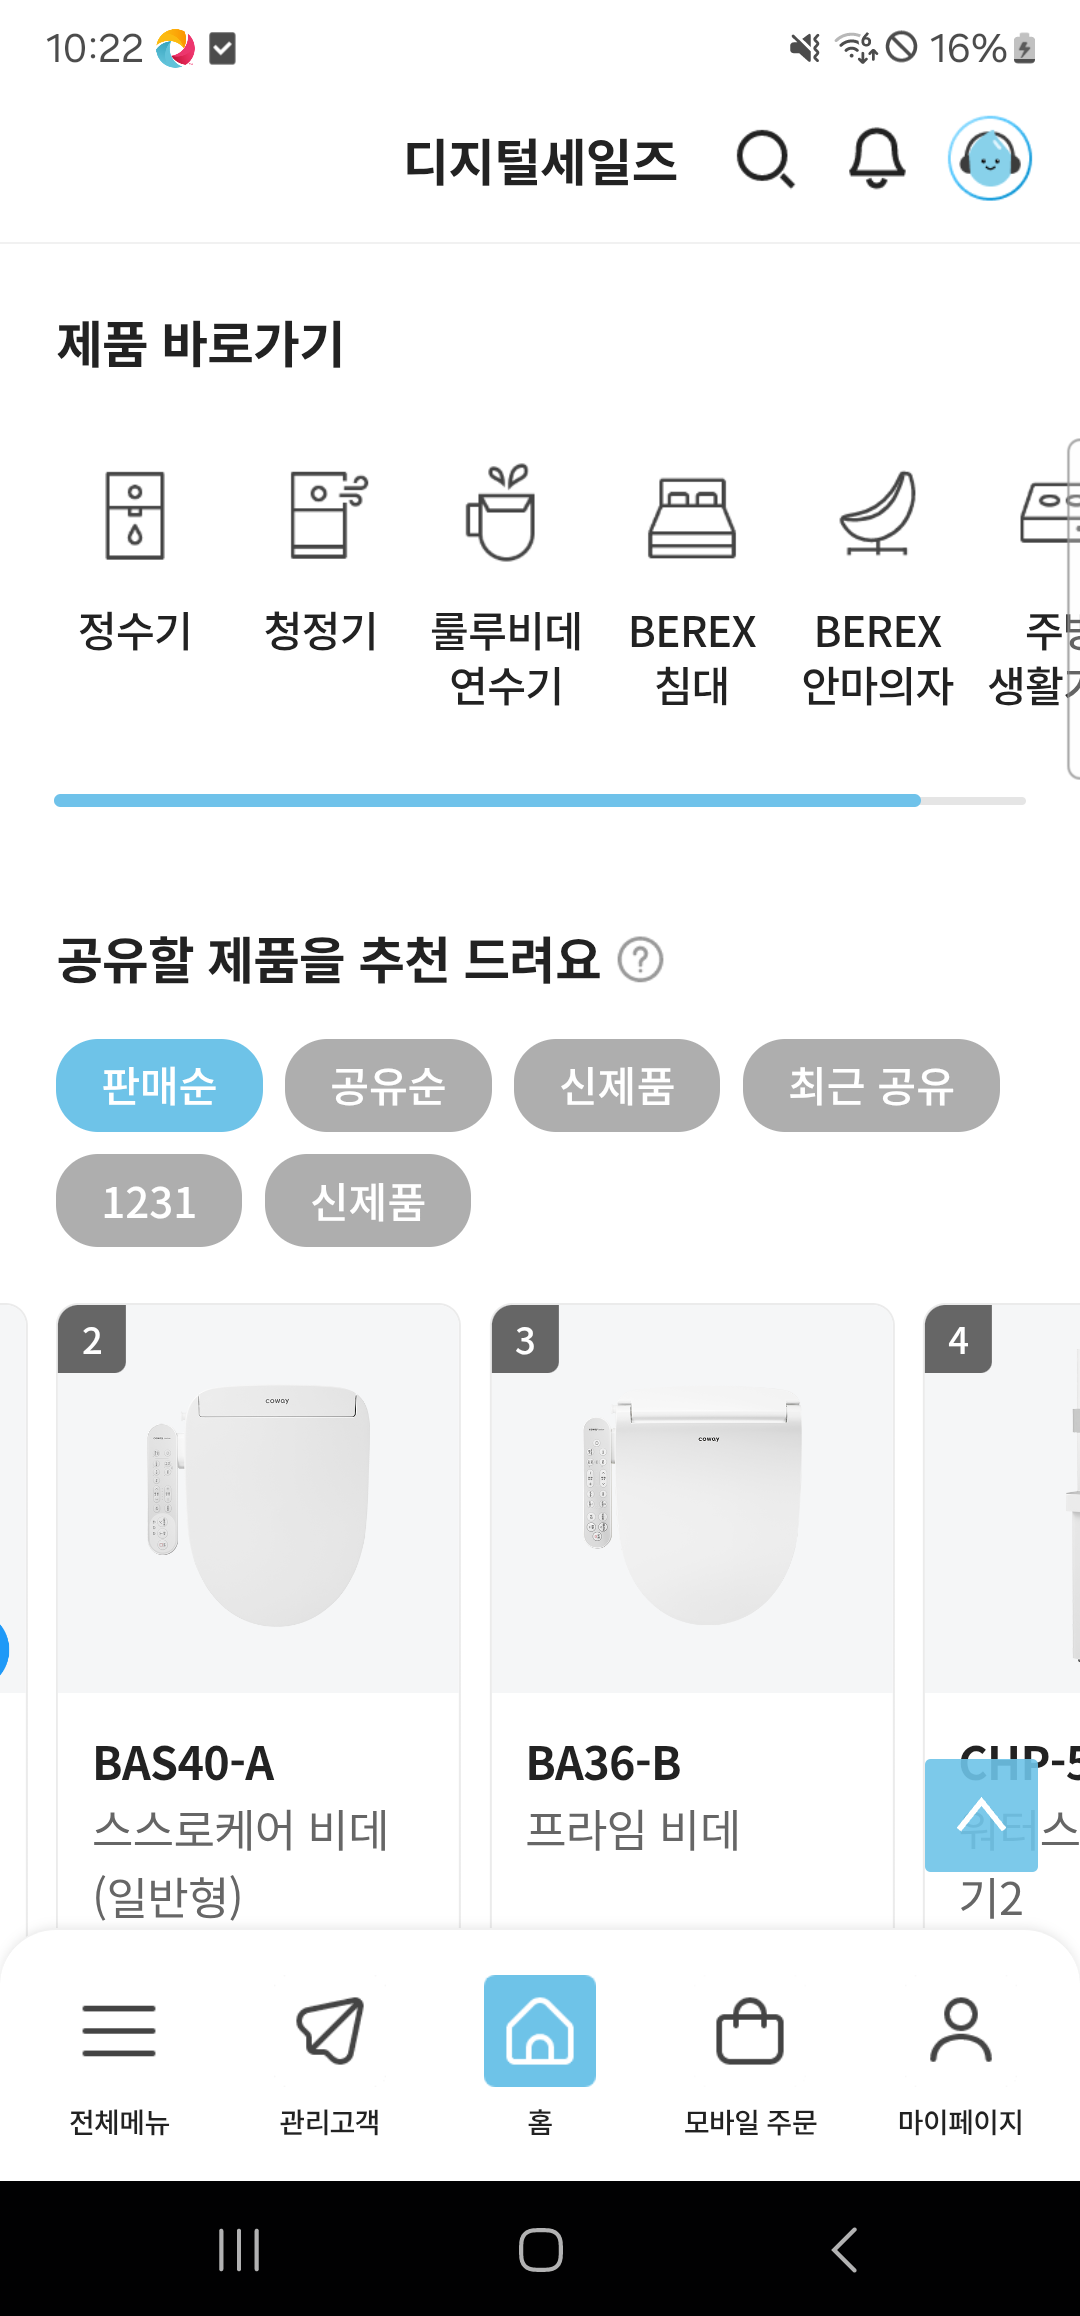 10:22
16%
디지털세일즈
제품 바로가기
정수기
청정기
룰루비데
연수기
BEREX
침대
BEREX
안마의자
생활
공유할 제품을 추천 드려요
판매순
공유순
신제품
최근 공유
1231
신제품
2
3
4
coway
coway
BAS40-A
스스로케어 비데
(일반형)
BA36-B
프라임 비데
CHP-5
워터스
기2
전체메뉴
관리고객
홈
모바일 주문
마이페이지